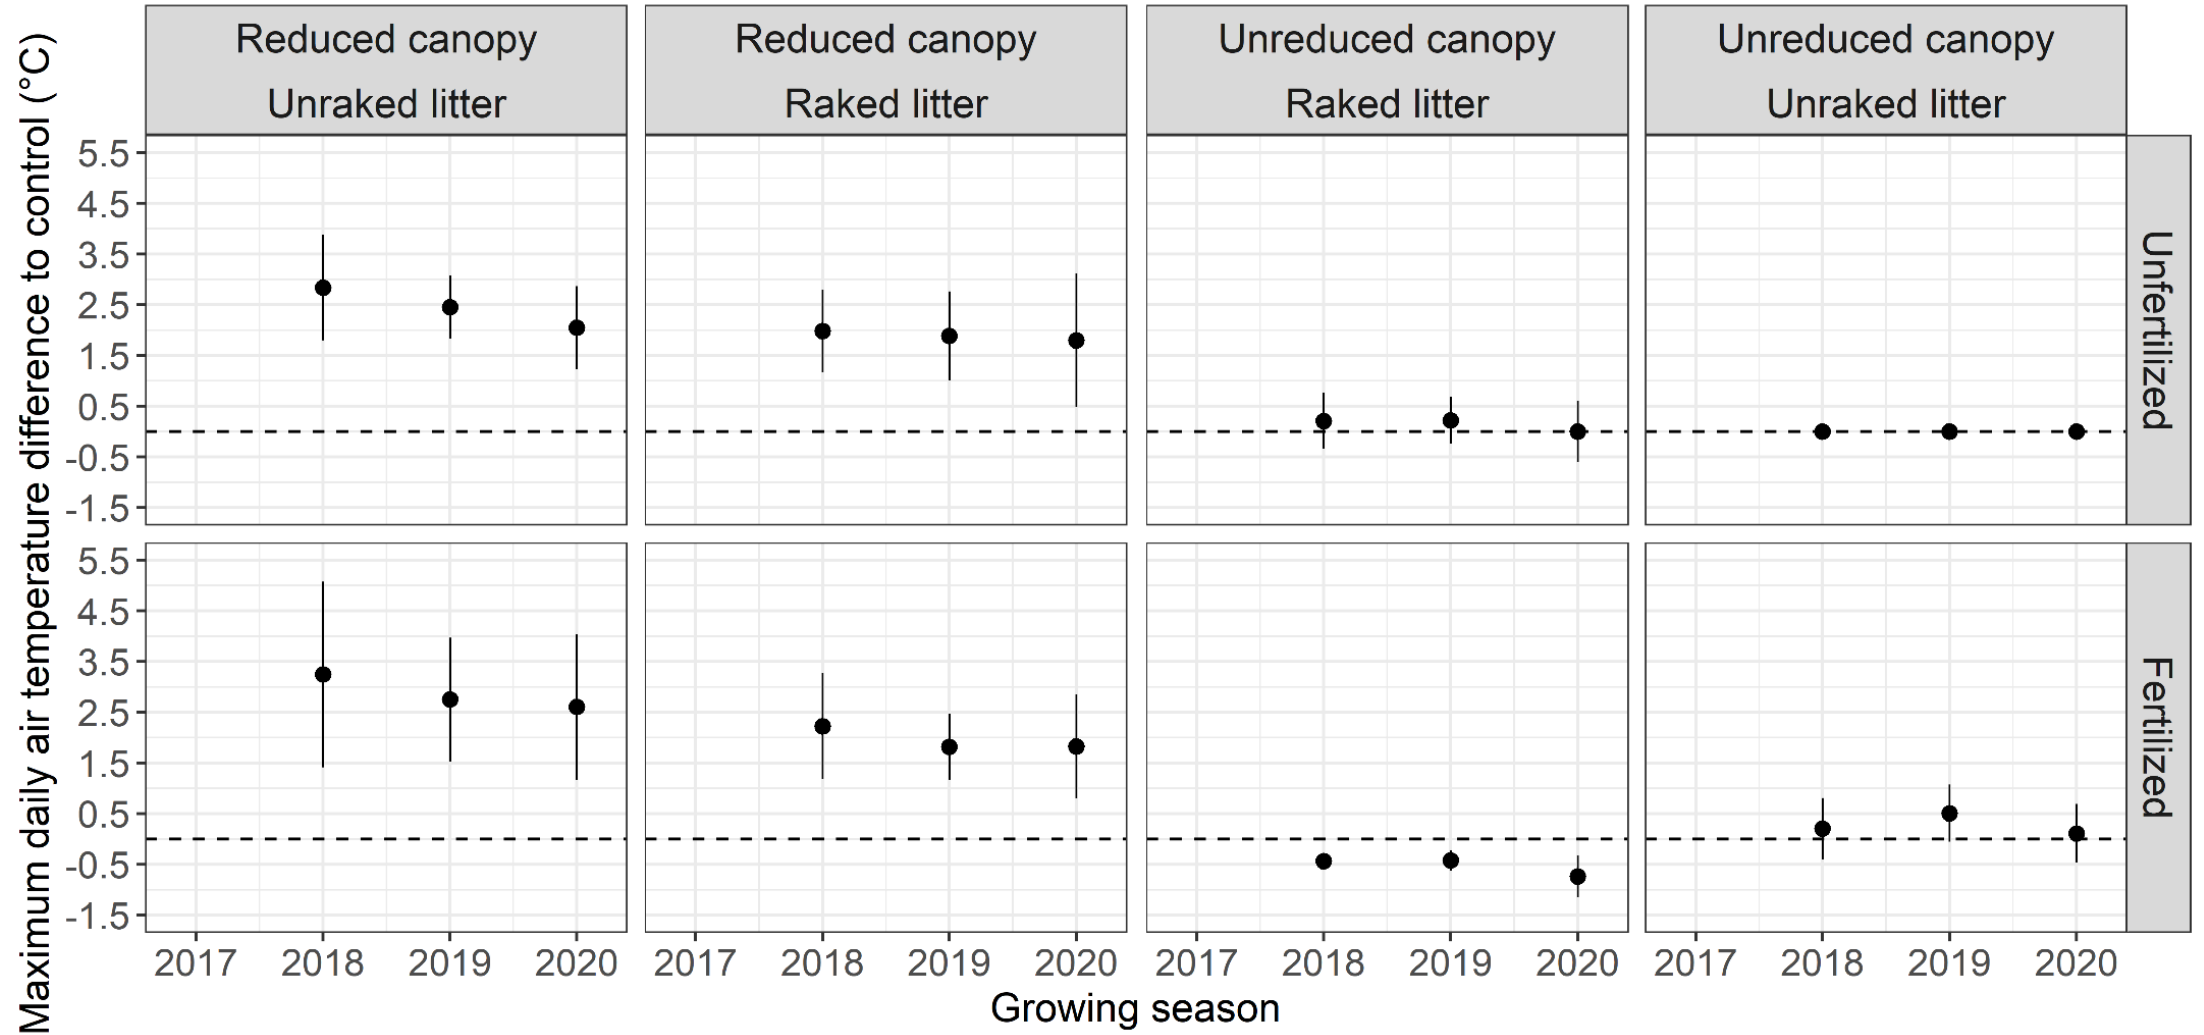 Reduced canopy
Unraked litter
Reduced canopy
Raked litter
Unreduced canopy
Raked litter
Unreduced canopy
Unraked litter
Maximum daily air temperature difference to control (°C)
5.5
4.5
3.5
2.5
1.5
0.5
-0.5
-1.5
Unfertilized
5.5
4.5
3.5
2.5
1.5
0.5
-0.5
-1.5
Fertilized
2017 2018 2019 2020 2017 2018 2019 2020 2017 2018 2019 2020 2017 2018 2019 2020
Growing season